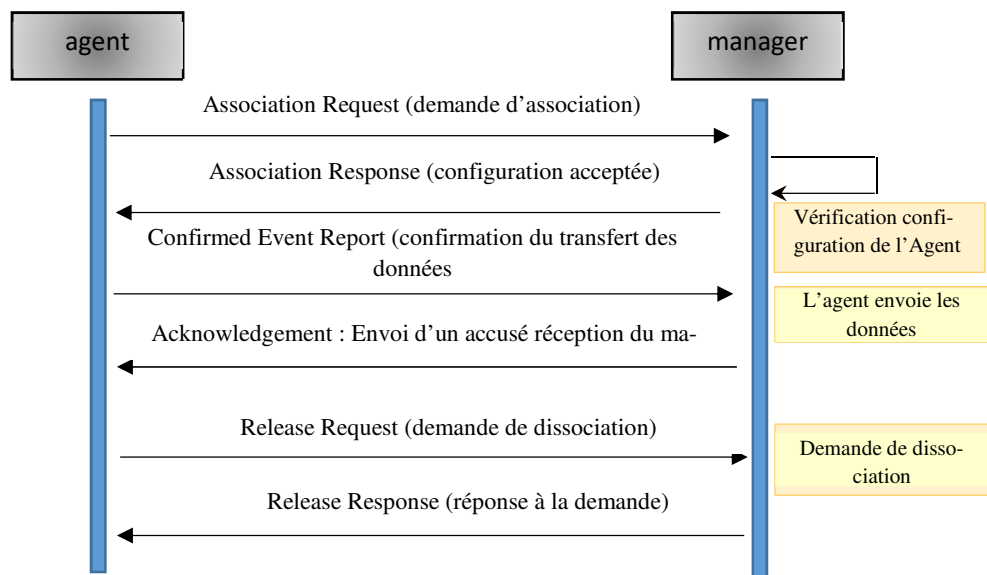 agent
manager
Association Request (demande d’association)
Association Response (configuration acceptée)
Vérification confi-
guration de l’Agent
Confirmed Event Report (confirmation du transfert des
données
L’agent envoie les
données
Acknowledgement : Envoi d’un accusé réception du ma-
Release Request (demande de dissociation)
Demande de disso-
ciation
Release Response (réponse à la demande)